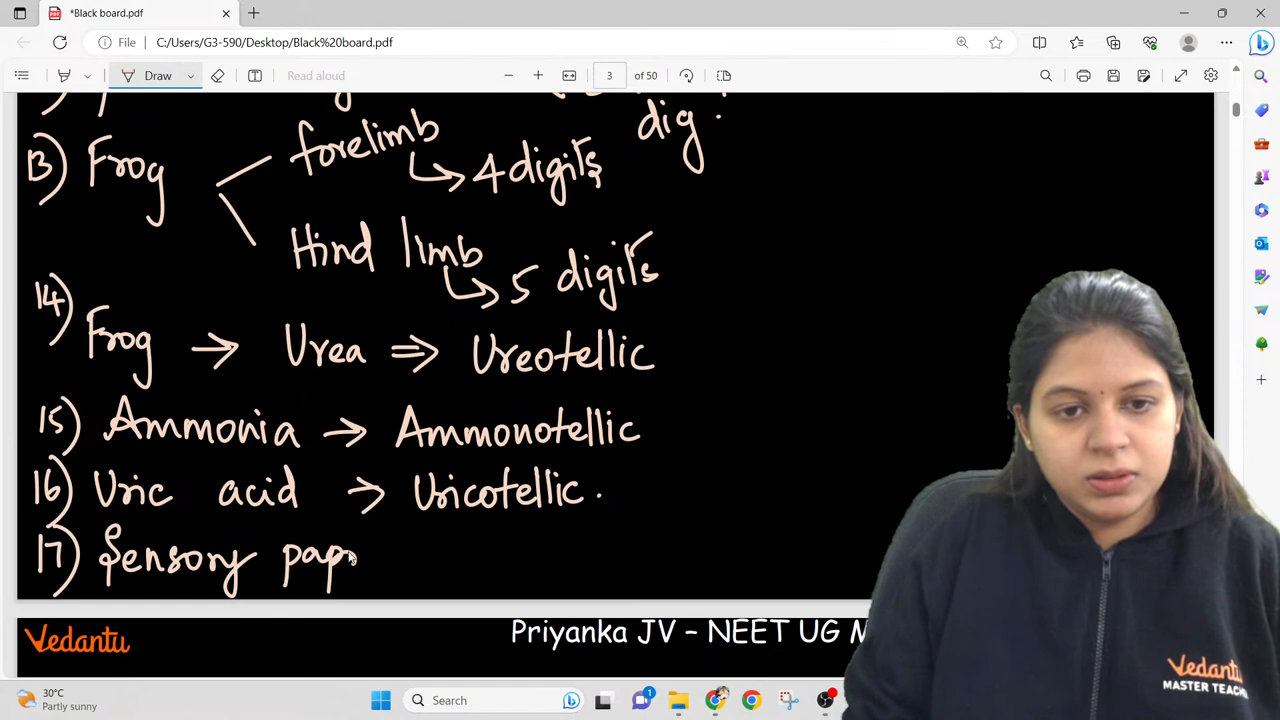 *Black board.pdf
File C:/Users/G3-590/Desktop/Black%20board.pdf
Draw Read aloud 3 of 50
dig.
13) Frog forelimb
↳ 4 digits
Hind limb
↳ 5 digits
14) Frog → Urea ⇒ Ureotellic
15) Ammonia → Ammonotellic
16) Uric acid → Uricotellic.
17) Sensory pap
Vedantu Priyanka JV – NEET UG M
Vedantu
MASTER TEACHER
30°C
Partly sunny
Search
1